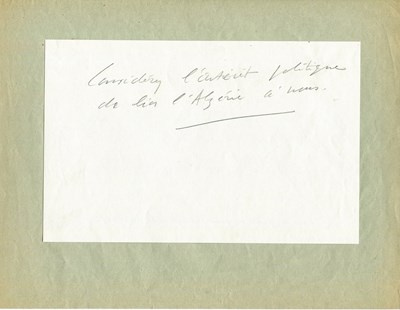 Considérez l'intérêt politique
de lier l'Algérie à nous.